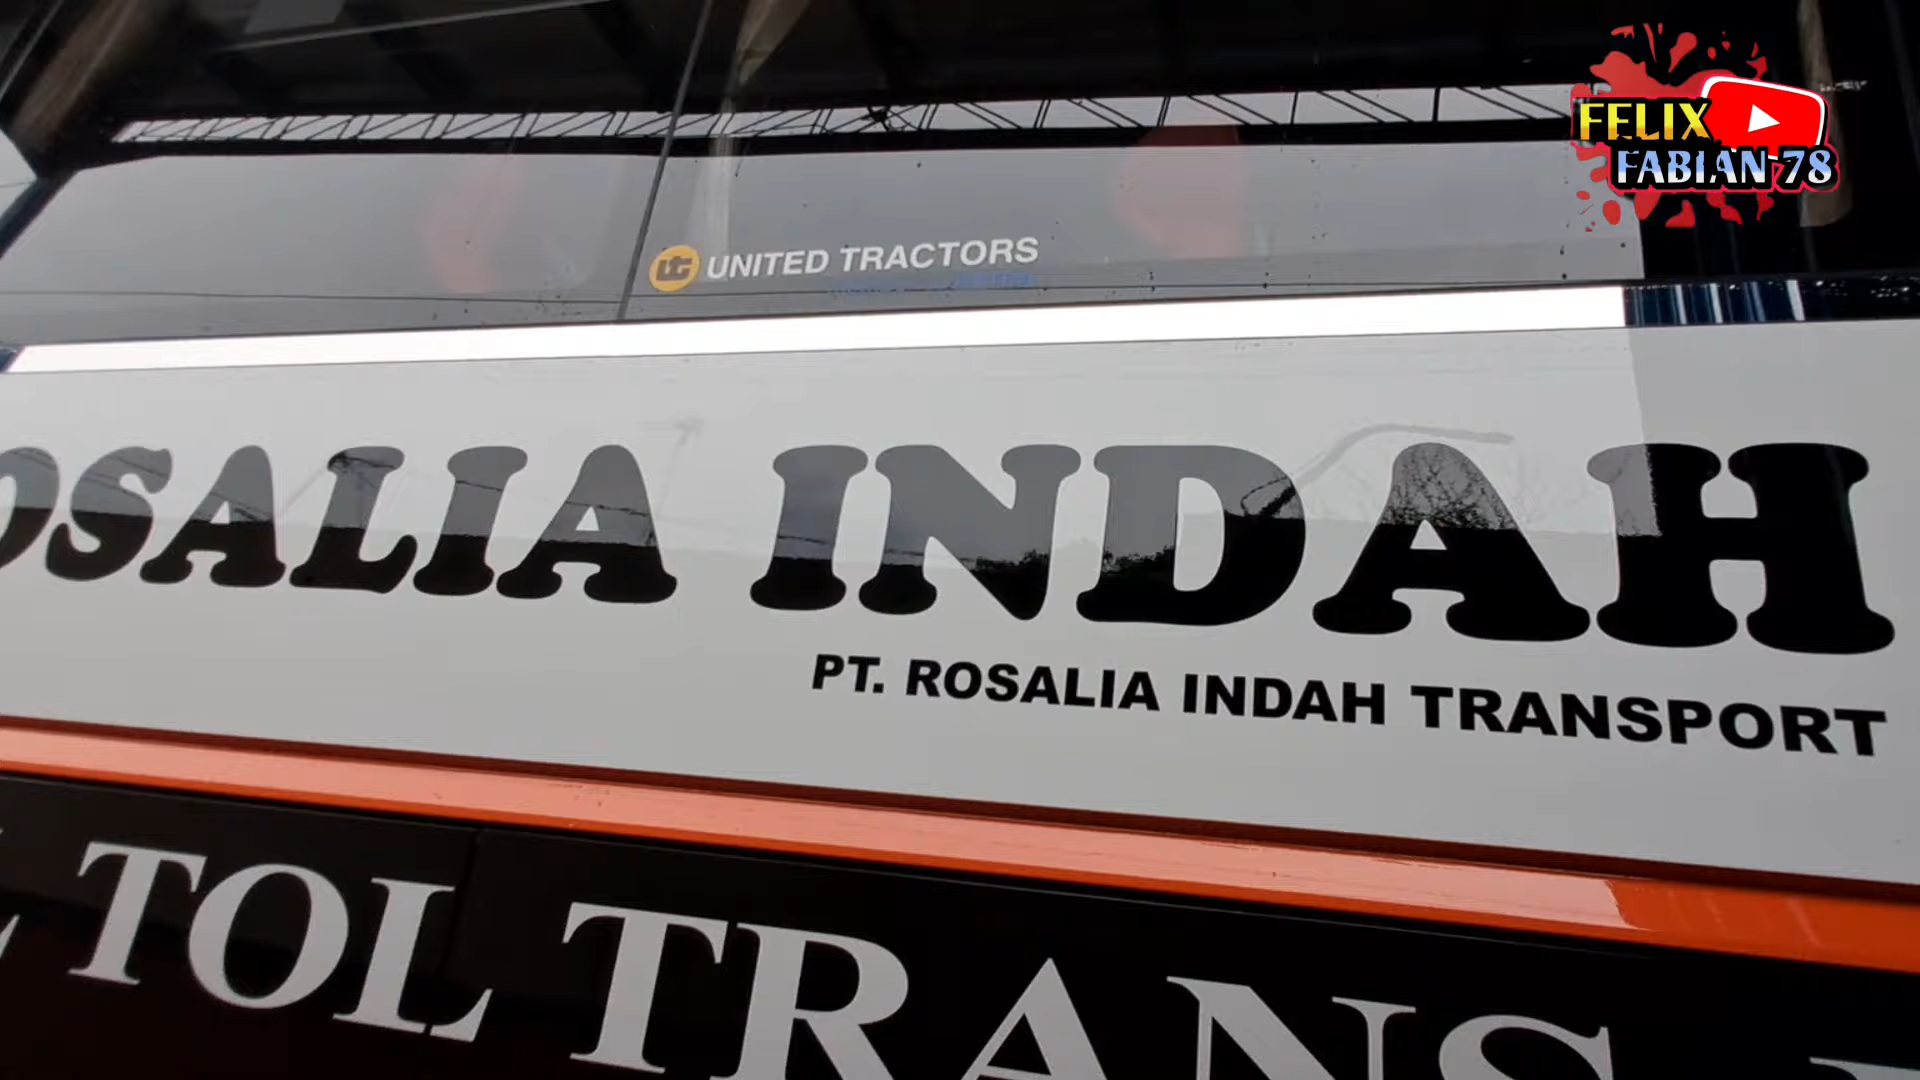 FELIX
FABIAN 78
UNITED TRACTORS
OSALIA INDAH
PT. ROSALIA INDAH TRANSPORT
TOL TRANS